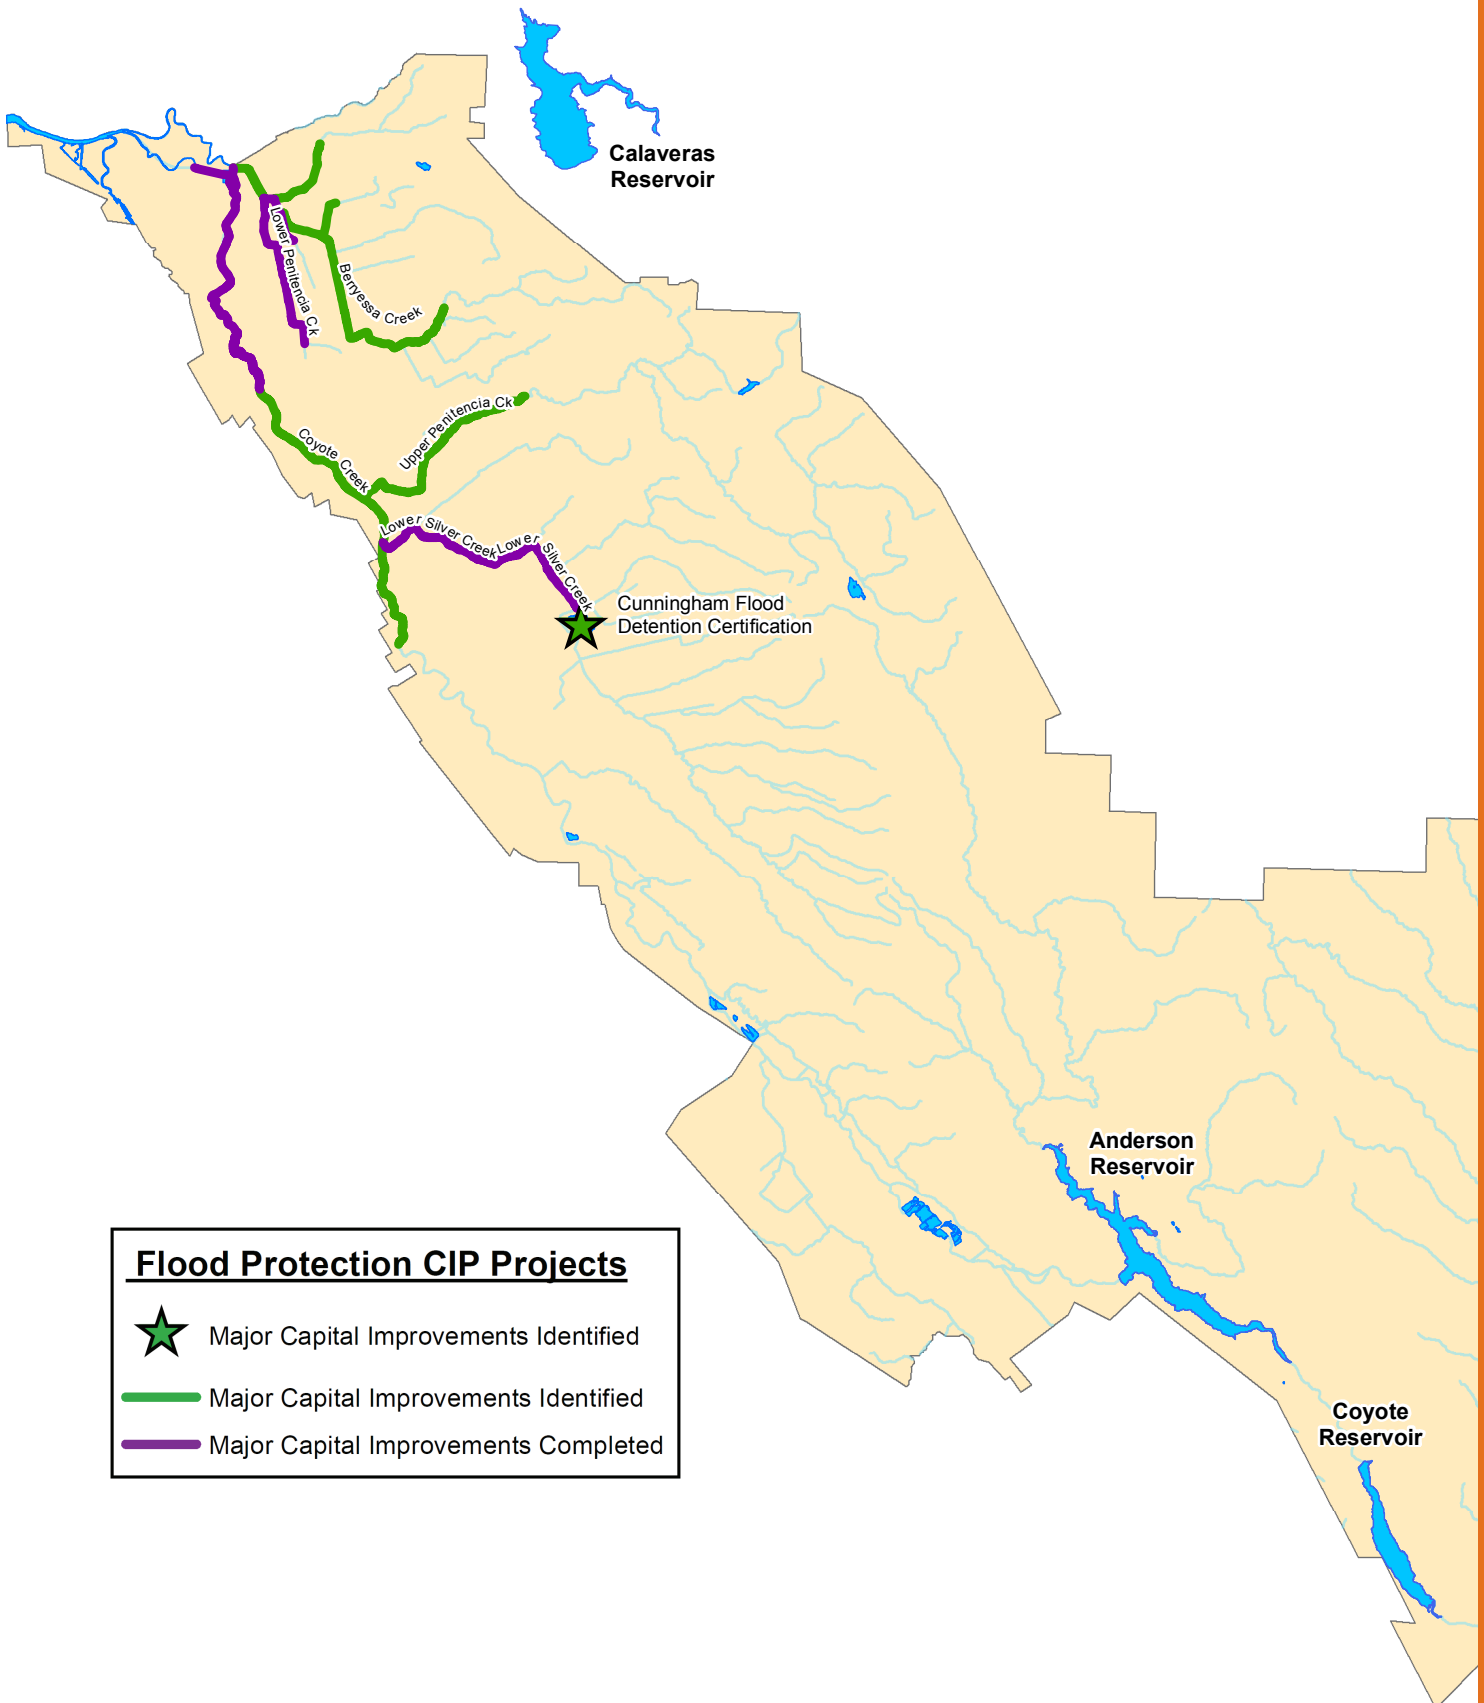 Calaveras
Reservoir
Lower Penitencia Ck
Berryessa Creek
Upper Penitencia Ck
Coyote Creek
Lower Silver Creek
Lower Silver Creek
Cunningham Flood
Detention Certification
Anderson
Reservoir
Coyote
Reservoir
Flood Protection CIP Projects
Major Capital Improvements Identified
Major Capital Improvements Identified
Major Capital Improvements Completed